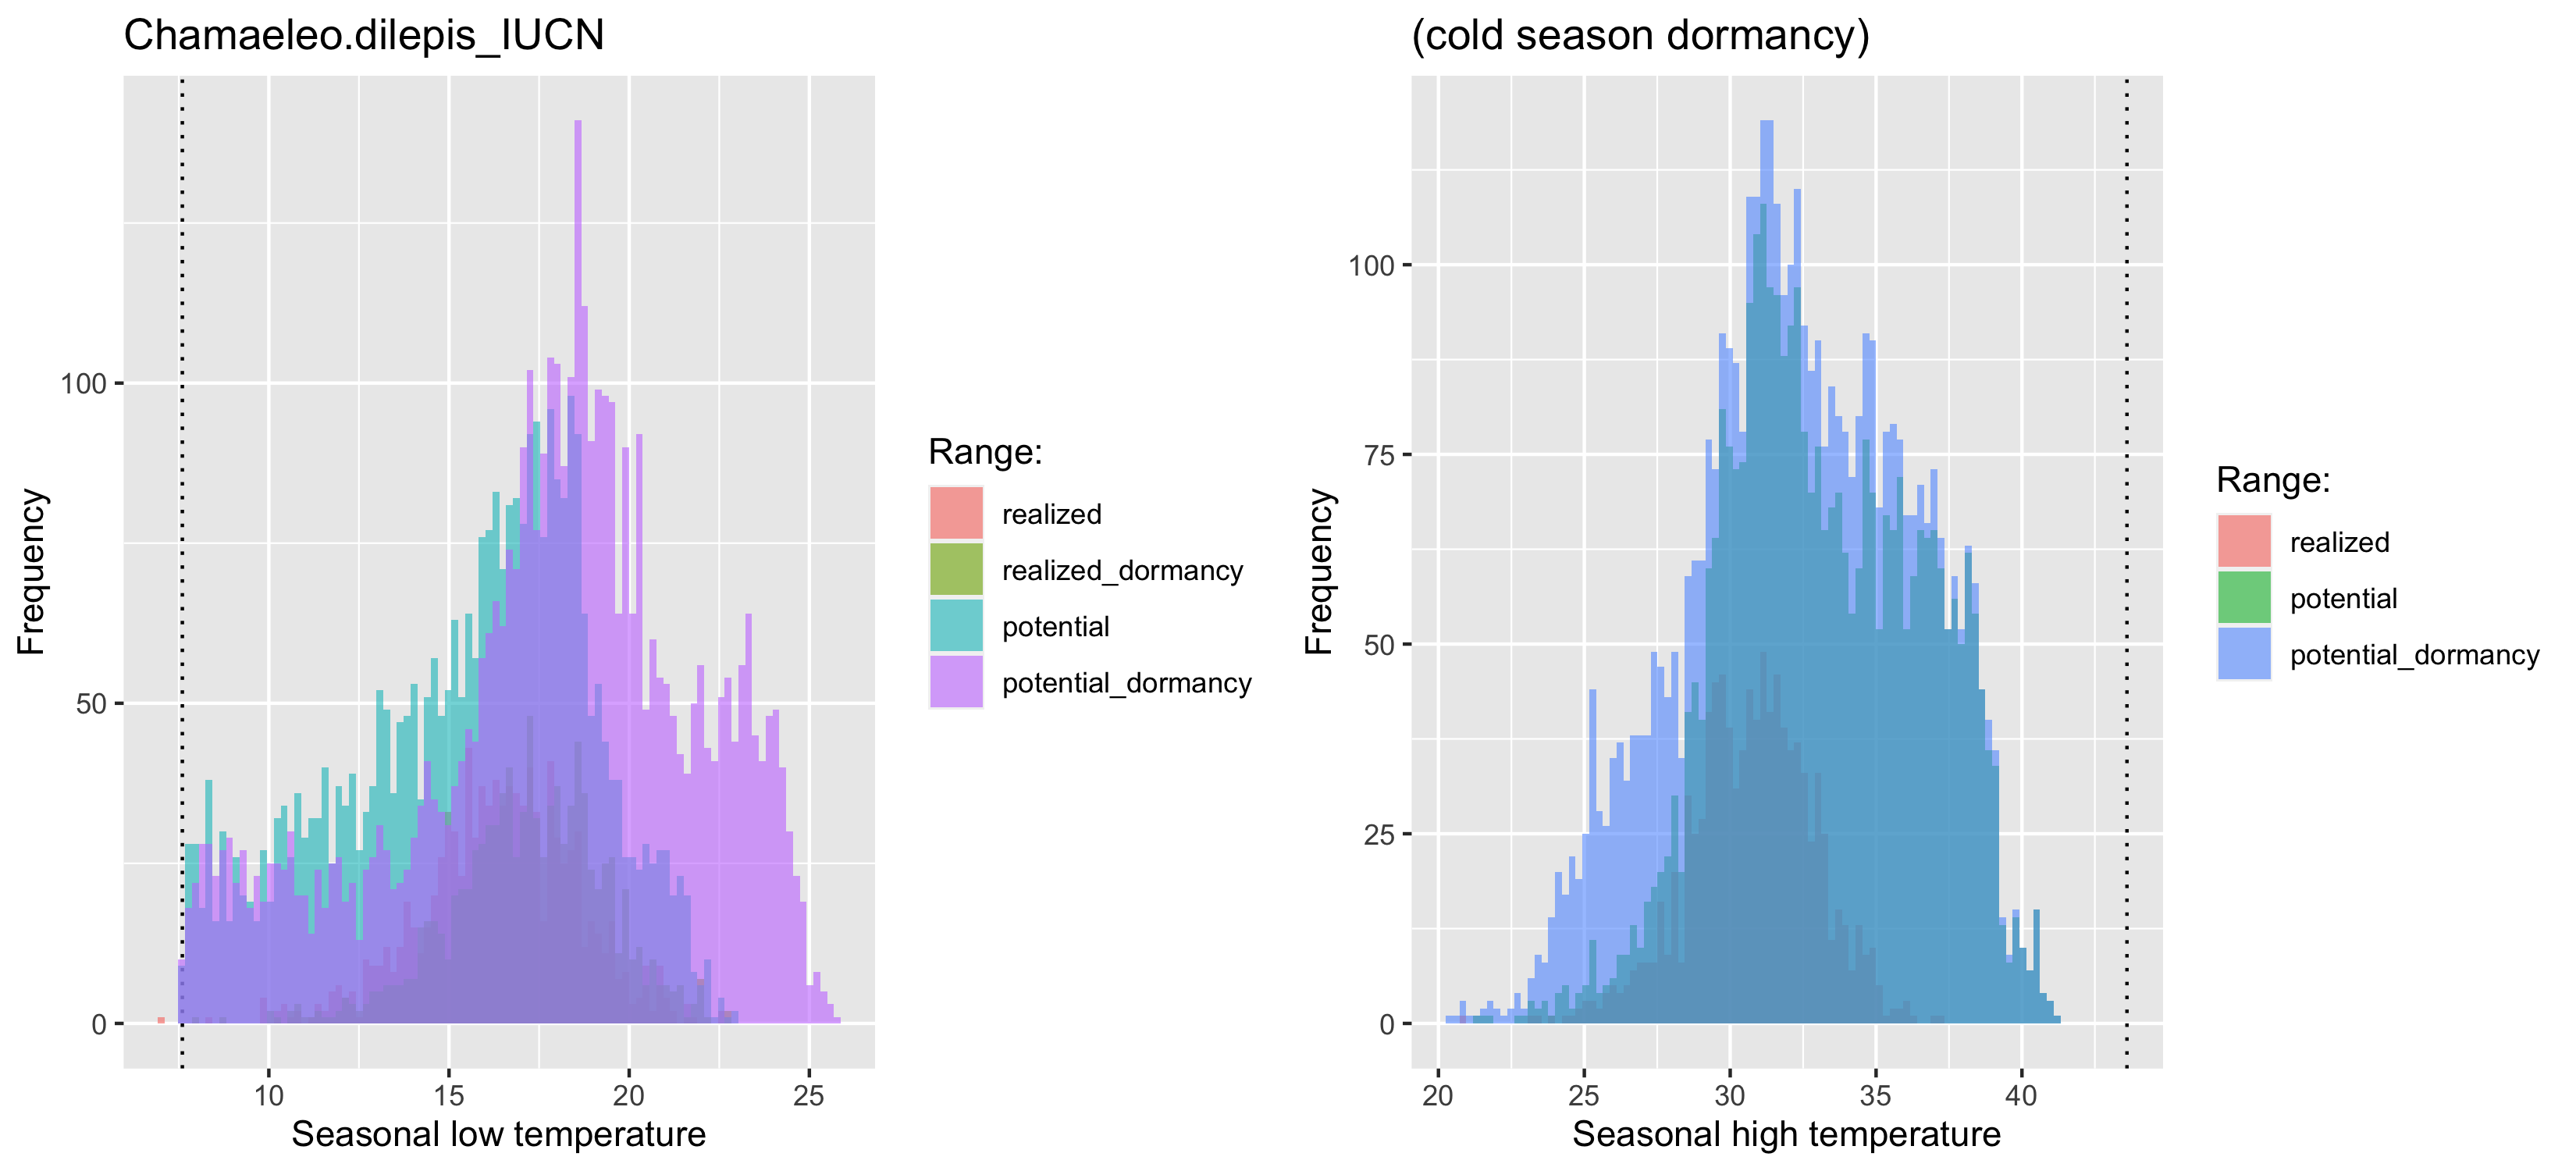 Chamaeleo.dilepis_IUCN
Frequency
100
50
0
10 15 20 25
Seasonal low temperature
Range:
realized
realized_dormancy
potential
potential_dormancy
(cold season dormancy)
Frequency
100
75
50
25
0
20 25 30 35 40
Seasonal high temperature
Range:
realized
potential
potential_dormancy